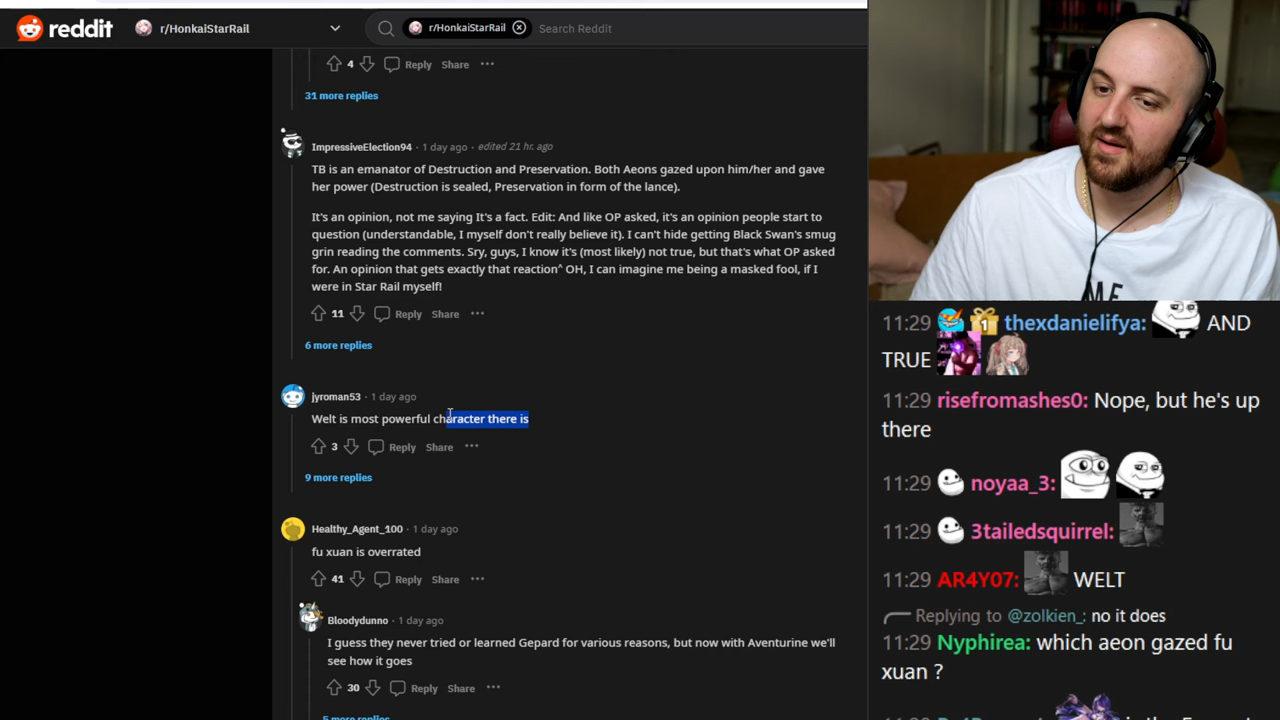 reddit
r/HonkaiStarRail
r/HonkaiStarRail
Search Reddit
4
Reply
Share
31 more replies
ImpressiveElection94 · 1 day ago · edited 21 hr. ago
TB is an emanator of Destruction and Preservation. Both Aeons gazed upon him/her and gave
her power (Destruction is sealed, Preservation in form of the lance).
It's an opinion, not me saying It's a fact. Edit: And like OP asked, it's an opinion people start to
question (understandable, I myself don't really believe it). I can't hide getting Black Swan's smug
grin reading the comments. Sry, guys, I know it's (most likely) not true, but that's what OP asked
for. An opinion that gets exactly that reaction^ OH, I can imagine me being a masked fool, if I
were in Star Rail myself!
11
Reply
Share
6 more replies
jyroman53 · 1 day ago
Welt is most powerful character there is
3
Reply
Share
9 more replies
Healthy_Agent_100 · 1 day ago
fu xuan is overrated
41
Reply
Share
Bloodydunno · 1 day ago
I guess they never tried or learned Gepard for various reasons, but now with Aventurine we'll
see how it goes
30
Reply
Share
ME
11:29 1 thexdanielifya: AND
TRUE
11:29 risefromashes0: Nope, but he's up
there
11:29 noyaa_3:
11:29 3tailedsquirrel:
11:29 AR4Y07: WELT
Replying to @zolkien_: no it does
11:29 Nyphirea: which aeon gazed fu
xuan ?